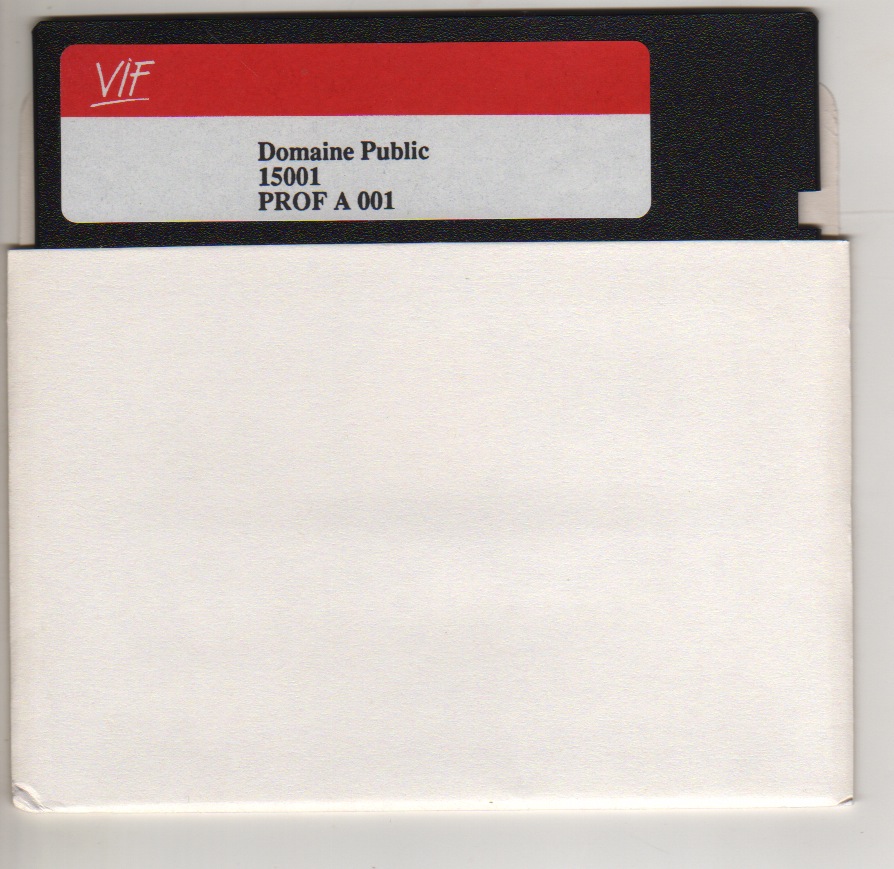 VIF
Domaine Public
15001
PROF A 001